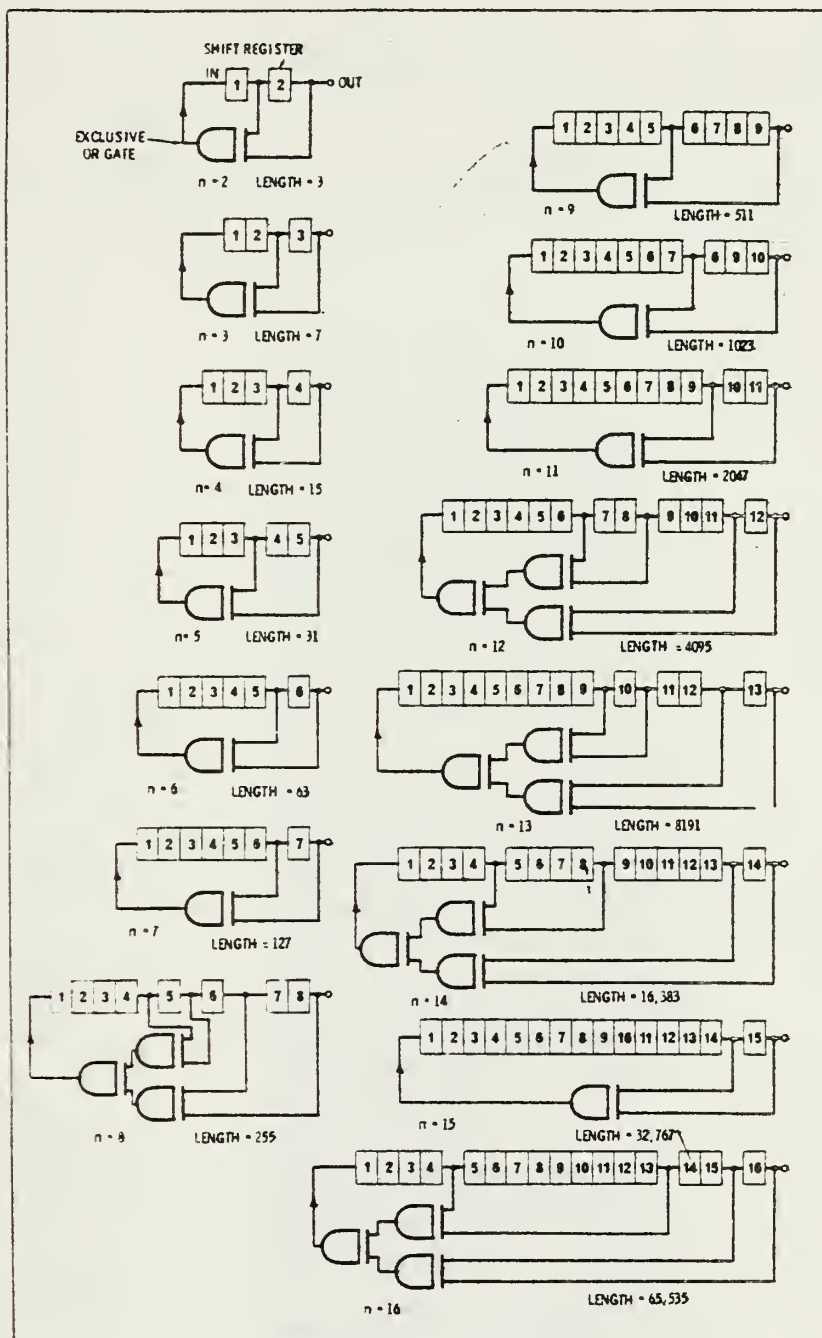 SHIFT REGISTER
IN 1 2 OUT
EXCLUSIVE
OR GATE
n = 2 LENGTH = 3
1 2 3
n = 3 LENGTH = 7
1 2 3 4
n = 4 LENGTH = 15
1 2 3 4 5
n = 5 LENGTH = 31
1 2 3 4 5 6
n = 6 LENGTH = 63
1 2 3 4 5 6 7
n = 7 LENGTH = 127
1 2 3 4 5 6 7 8
n = 8 LENGTH = 255
1 2 3 4 5 6 7 8 9
n = 9 LENGTH = 511
1 2 3 4 5 6 7 8 9 10
n = 10 LENGTH = 1023
1 2 3 4 5 6 7 8 9 10 11
n = 11 LENGTH = 2047
1 2 3 4 5 6 7 8 9 10 11 12
n = 12 LENGTH = 4095
1 2 3 4 5 6 7 8 9 10 11 12 13
n = 13 LENGTH = 8191
1 2 3 4 5 6 7 8 9 10 11 12 13 14
n = 14 LENGTH = 16,383
1 2 3 4 5 6 7 8 9 10 11 12 13 14 15
n = 15 LENGTH = 32,767
1 2 3 4 5 6 7 8 9 10 11 12 13 14 15 16
n = 16 LENGTH = 65,535